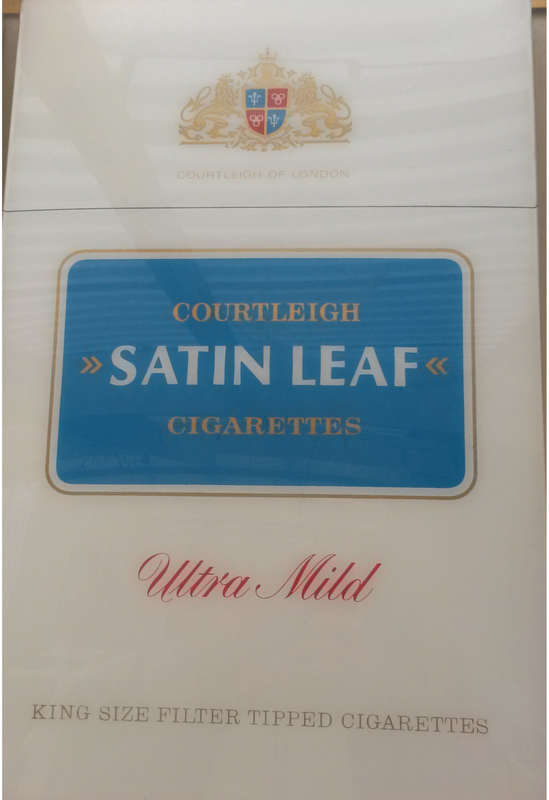 COURTLEIGH OF LONDON
COURTLEIGH
» SATIN LEAF «
CIGARETTES
Ultra Mild
KING SIZE FILTER TIPPED CIGARETTES